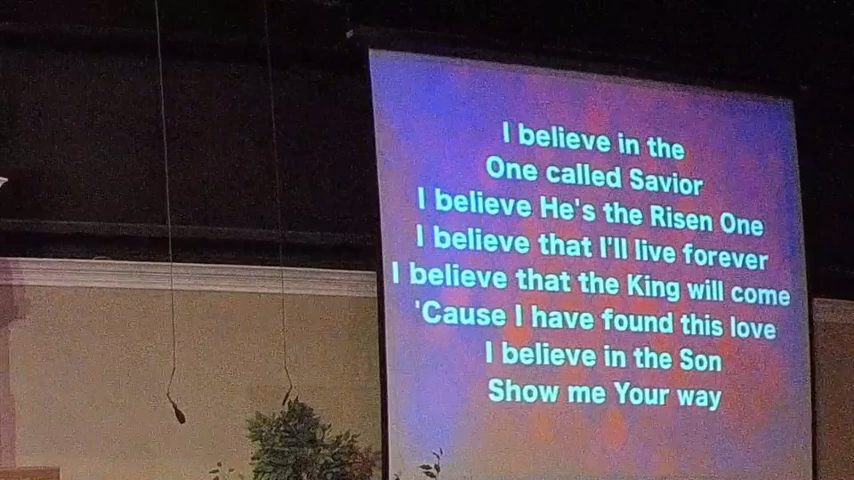 I believe in the
One called Savior
I believe He's the Risen One
I believe that I'll live forever
I believe that the King will come
'Cause I have found this love
I believe in the Son
Show me Your way